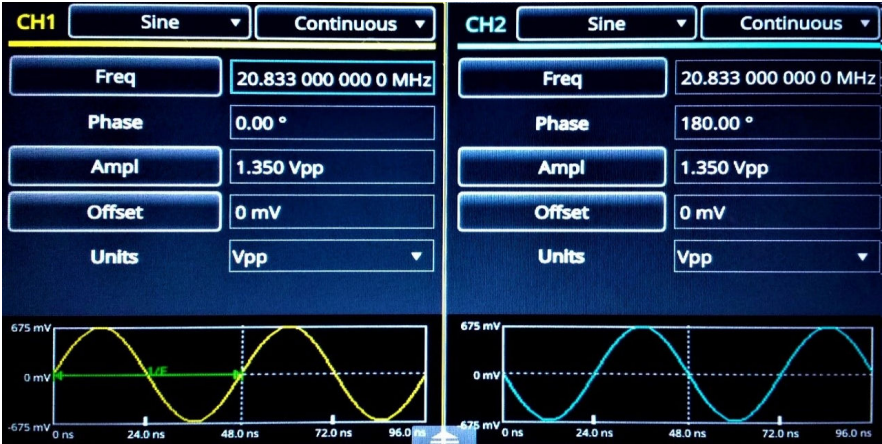 CH1 Sine Continuous
Freq 20.833 000 000 0 MHz
Phase 0.00 °
Ampl 1.350 Vpp
Offset 0 mV
Units Vpp
675 mV
1/F
0 mV
-675 mV
0 ns 24.0 ns 48.0 ns 72.0 ns 96.0 ns
CH2 Sine Continuous
Freq 20.833 000 000 0 MHz
Phase 180.00 °
Ampl 1.350 Vpp
Offset 0 mV
Units Vpp
675 mV
0 mV
-675 mV
0 ns 24.0 ns 48.0 ns 72.0 ns 96.0 ns